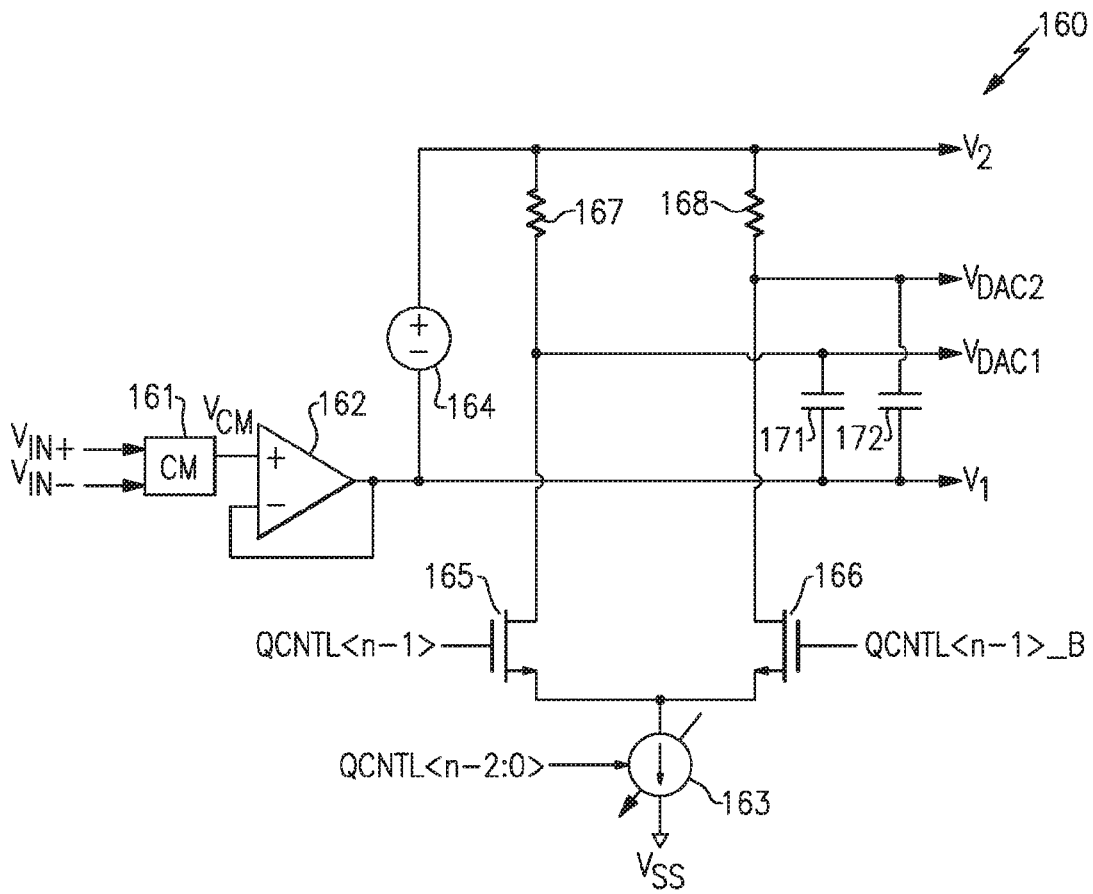 160
V2
167
168
VDAC2
VDAC1
+
−
164
161
VCM
162
VIN+
VIN-
CM
+
−
171
172
V1
165
166
QCNTL<n-1>
QCNTL<n-1>_B
QCNTL<n-2:0>
163
VSS